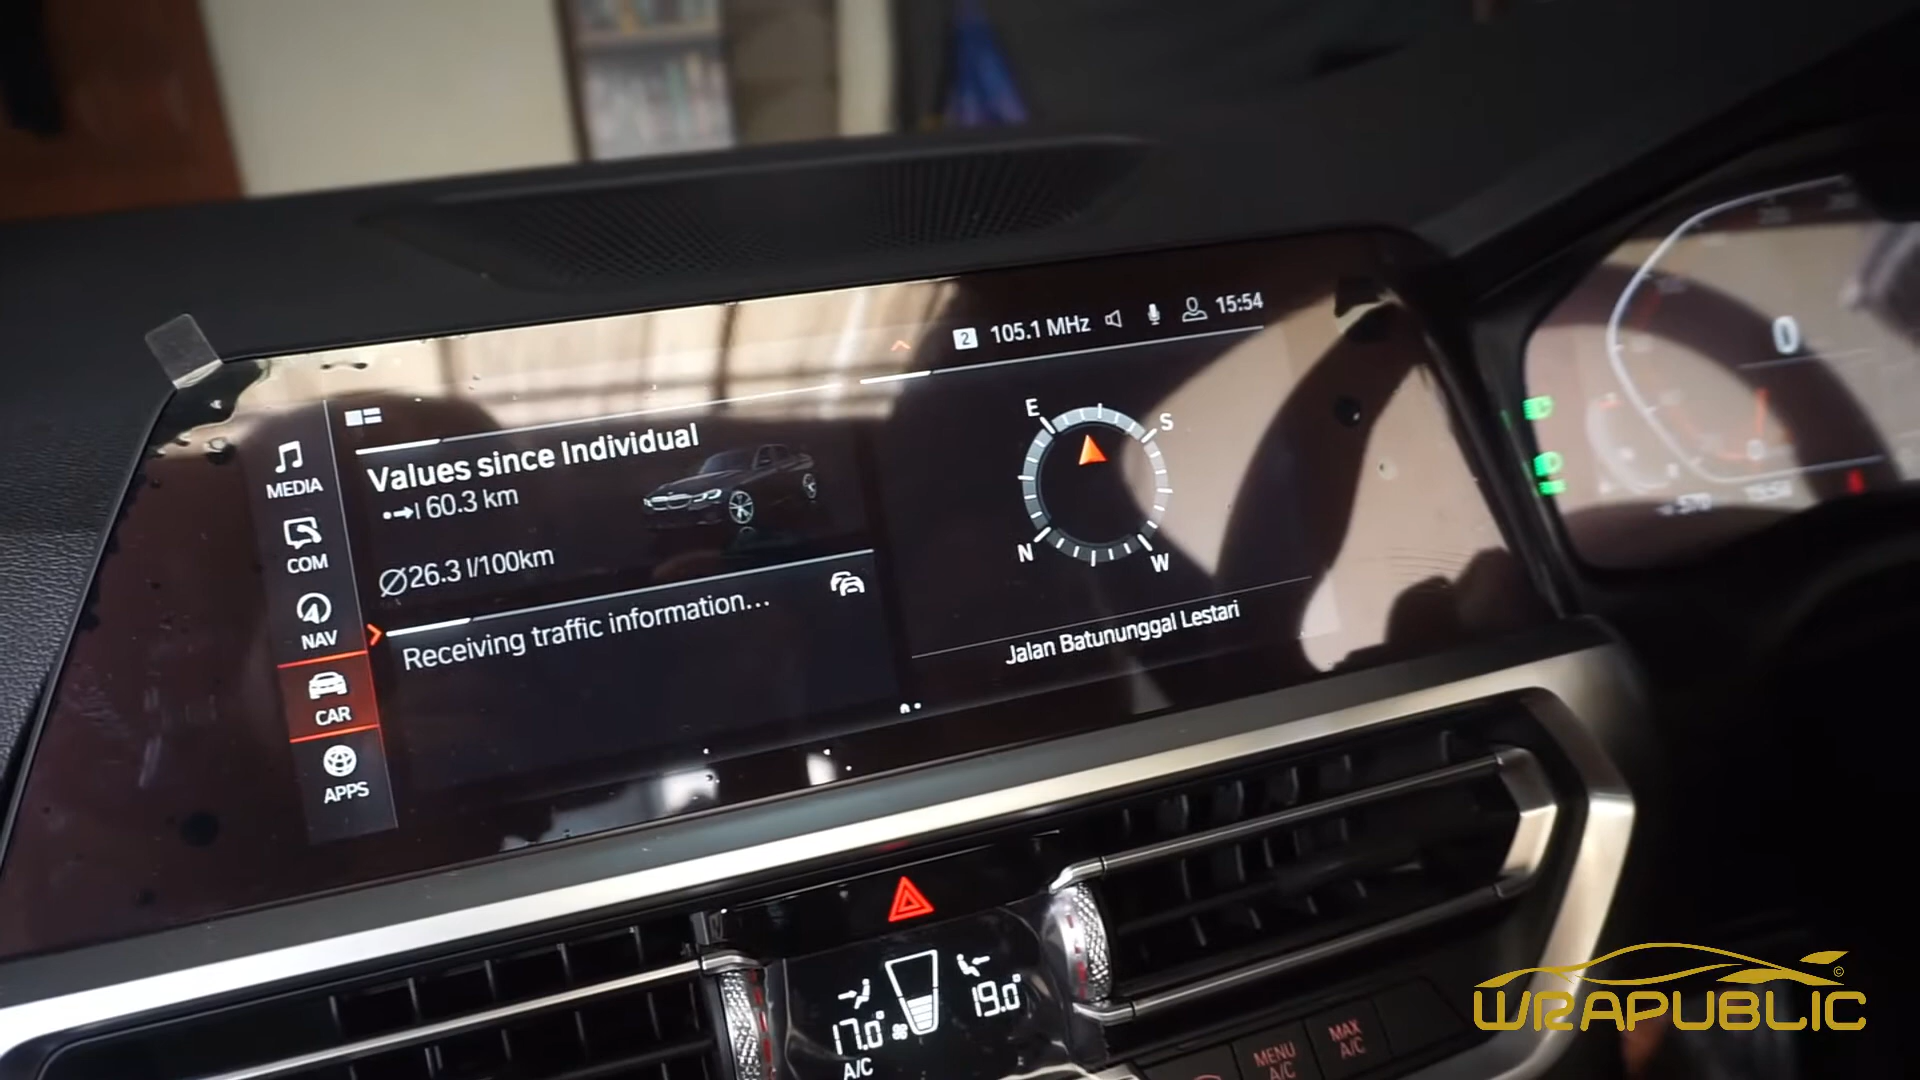 2 105.1 MHz 15:54
MEDIA
COM
NAV
CAR
APPS
Values since Individual
60.3 km
Ø26.3 l/100km
Receiving traffic information...
E
S
N
W
Jalan Batununggal Lestari
0
17.0°
A/C
19.0°
MENU
A/C
MAX
A/C
WRAPUBLIC
©